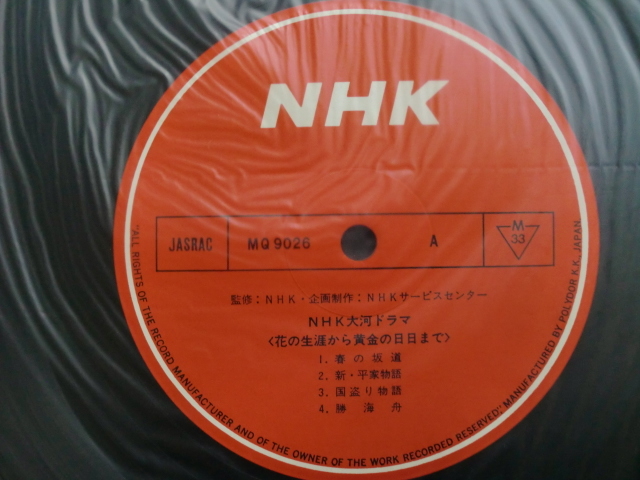 NHK
JASRAC MQ9026 A M 33
監修:NHK・企画制作:NHKサービスセンター
NHK大河ドラマ
〈花の生涯から黄金の日日まで〉
1. 春の坂道
2. 新・平家物語
3. 国盗り物語
4. 勝海舟
"ALL RIGHTS OF THE RECORD MANUFACTURER AND OF THE OWNER OF THE WORK RECORDED RESERVED." MANUFACTURED BY POLYDOR K.K. JAPAN.